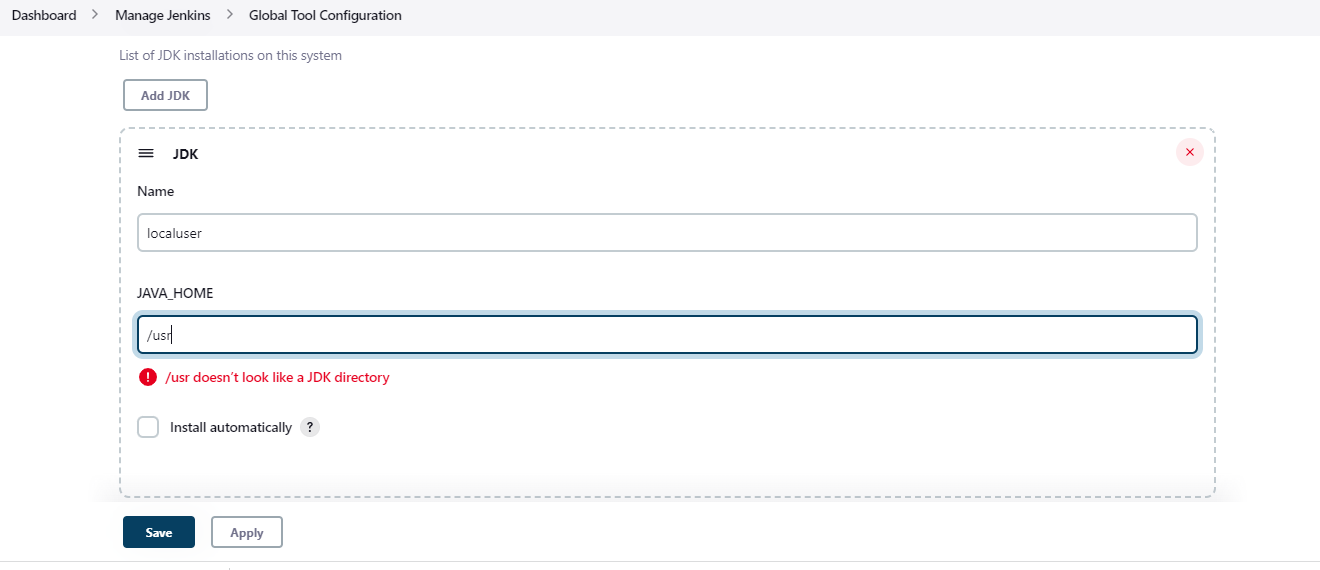 Dashboard > Manage Jenkins > Global Tool Configuration
List of JDK installations on this system
Add JDK
JDK
Name
localuser
JAVA_HOME
/usr
/usr doesn't look like a JDK directory
Install automatically ?
Save Apply